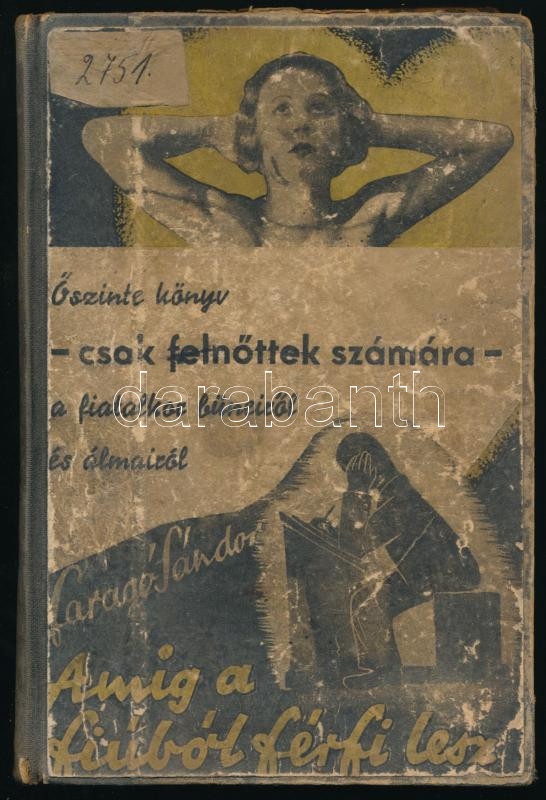 2751.
Őszinte könyv
- csak felnőttek számára -
darabanth
a fiatalkor bűneiről
és álmairól
Faragó Sándor
Amig a
fiúból férfi lesz